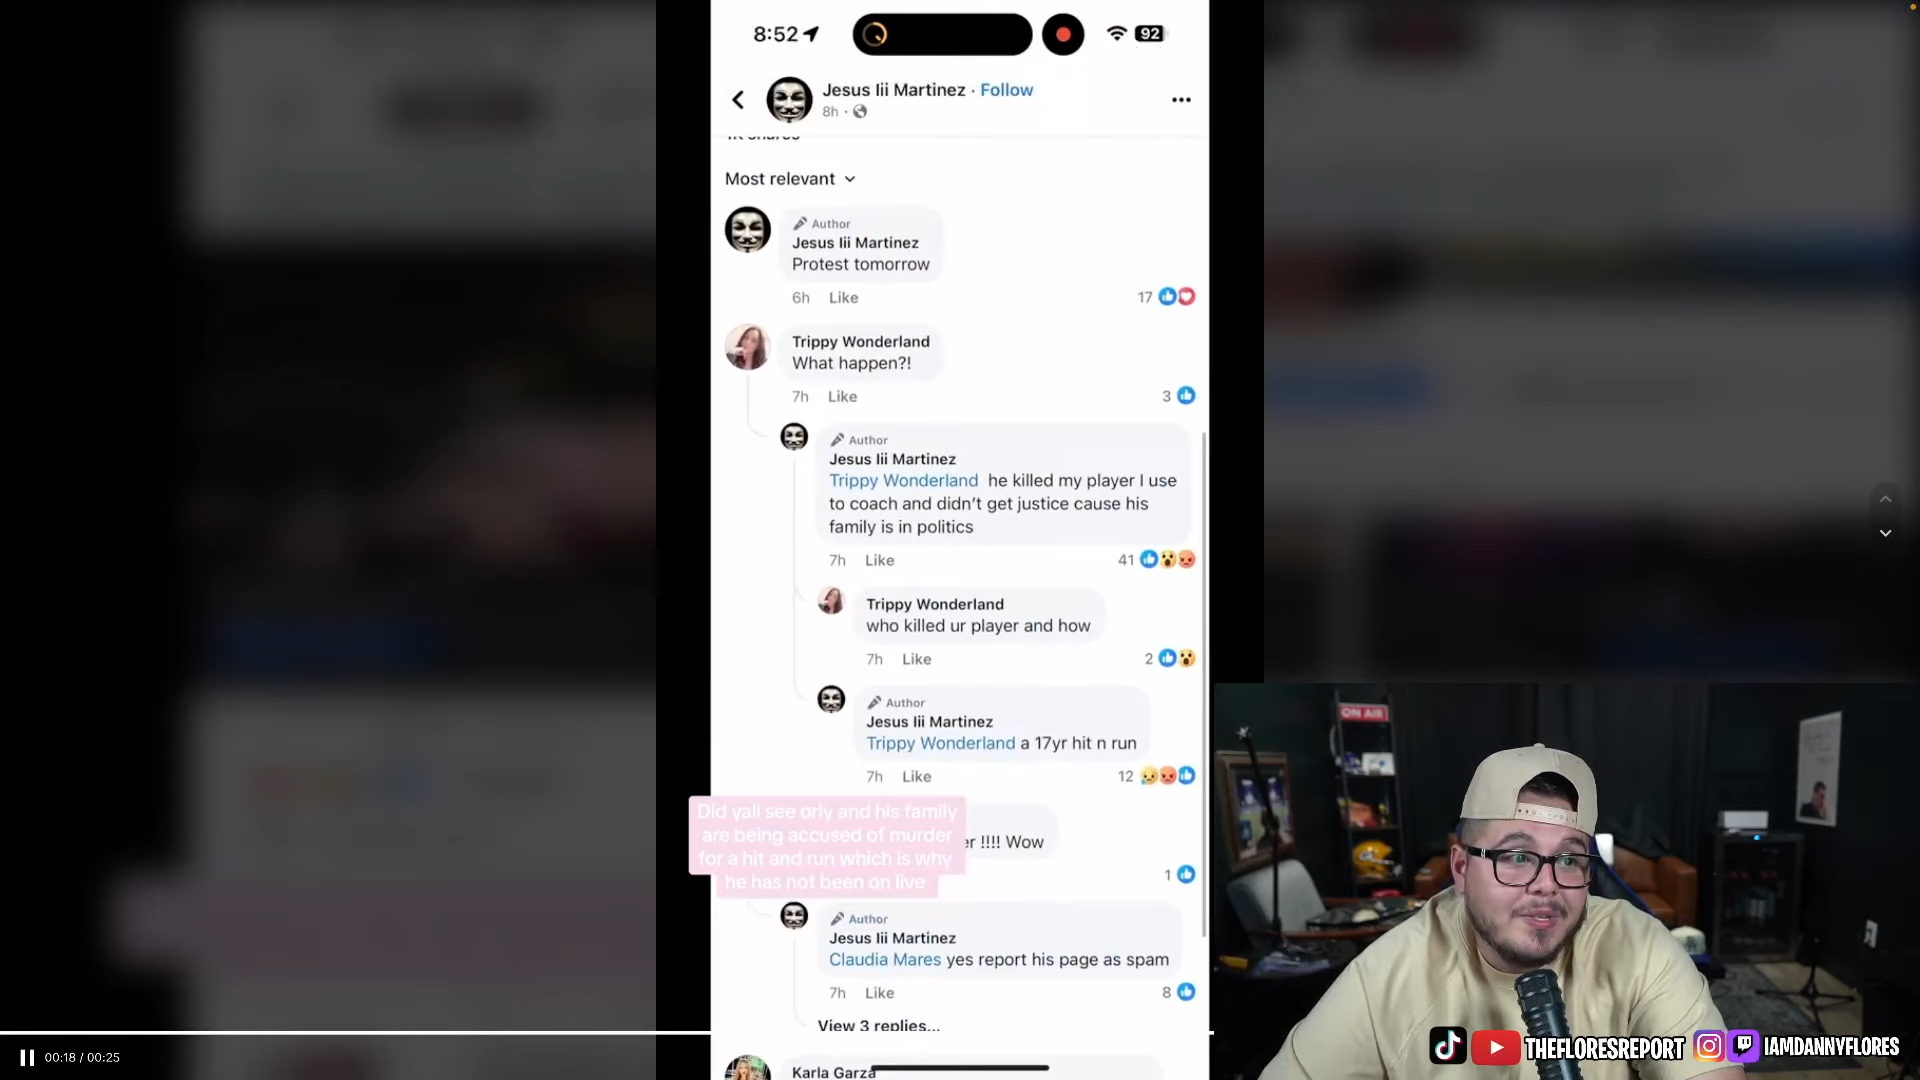 8:52
92
Jesus Iii Martinez · Follow
8h ·
1K shares
Most relevant
Author
Jesus Iii Martinez
Protest tomorrow
6h Like 17
Trippy Wonderland
What happen?!
7h Like 3
Author
Jesus Iii Martinez
Trippy Wonderland he killed my player I use
to coach and didn't get justice cause his
family is in politics
7h Like 41
Trippy Wonderland
who killed ur player and how
7h Like 2
Author
Jesus Iii Martinez
Trippy Wonderland a 17yr hit n run
7h Like 12
Did yall see orly and his family
are being accused of murder
for a hit and run which is why
he has not been on live
er !!!! Wow
1
Author
Jesus Iii Martinez
Claudia Mares yes report his page as spam
7h Like 8
View 3 replies...
Karla Garza
00:18 / 00:25
ON AIR
THEFLORESREPORT
IAMDANNYFLORES